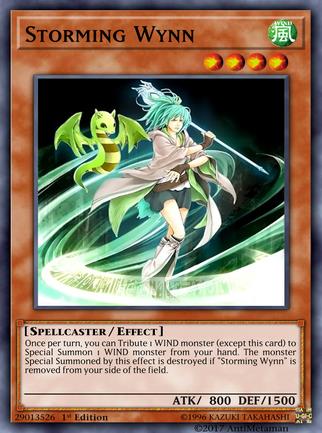 STORMING WYNN
WIND
風
[SPELLCASTER / EFFECT]
Once per turn, you can Tribute 1 WIND monster (except this card) to
Special Summon 1 WIND monster from your hand. The monster
Special Summoned by this effect is destroyed if "Storming Wynn" is
removed from your side of the field.
ATK/ 800 DEF/1500
29013526 1st Edition ©1996 KAZUKI TAKAHASHI
©2017 AntiMetaman